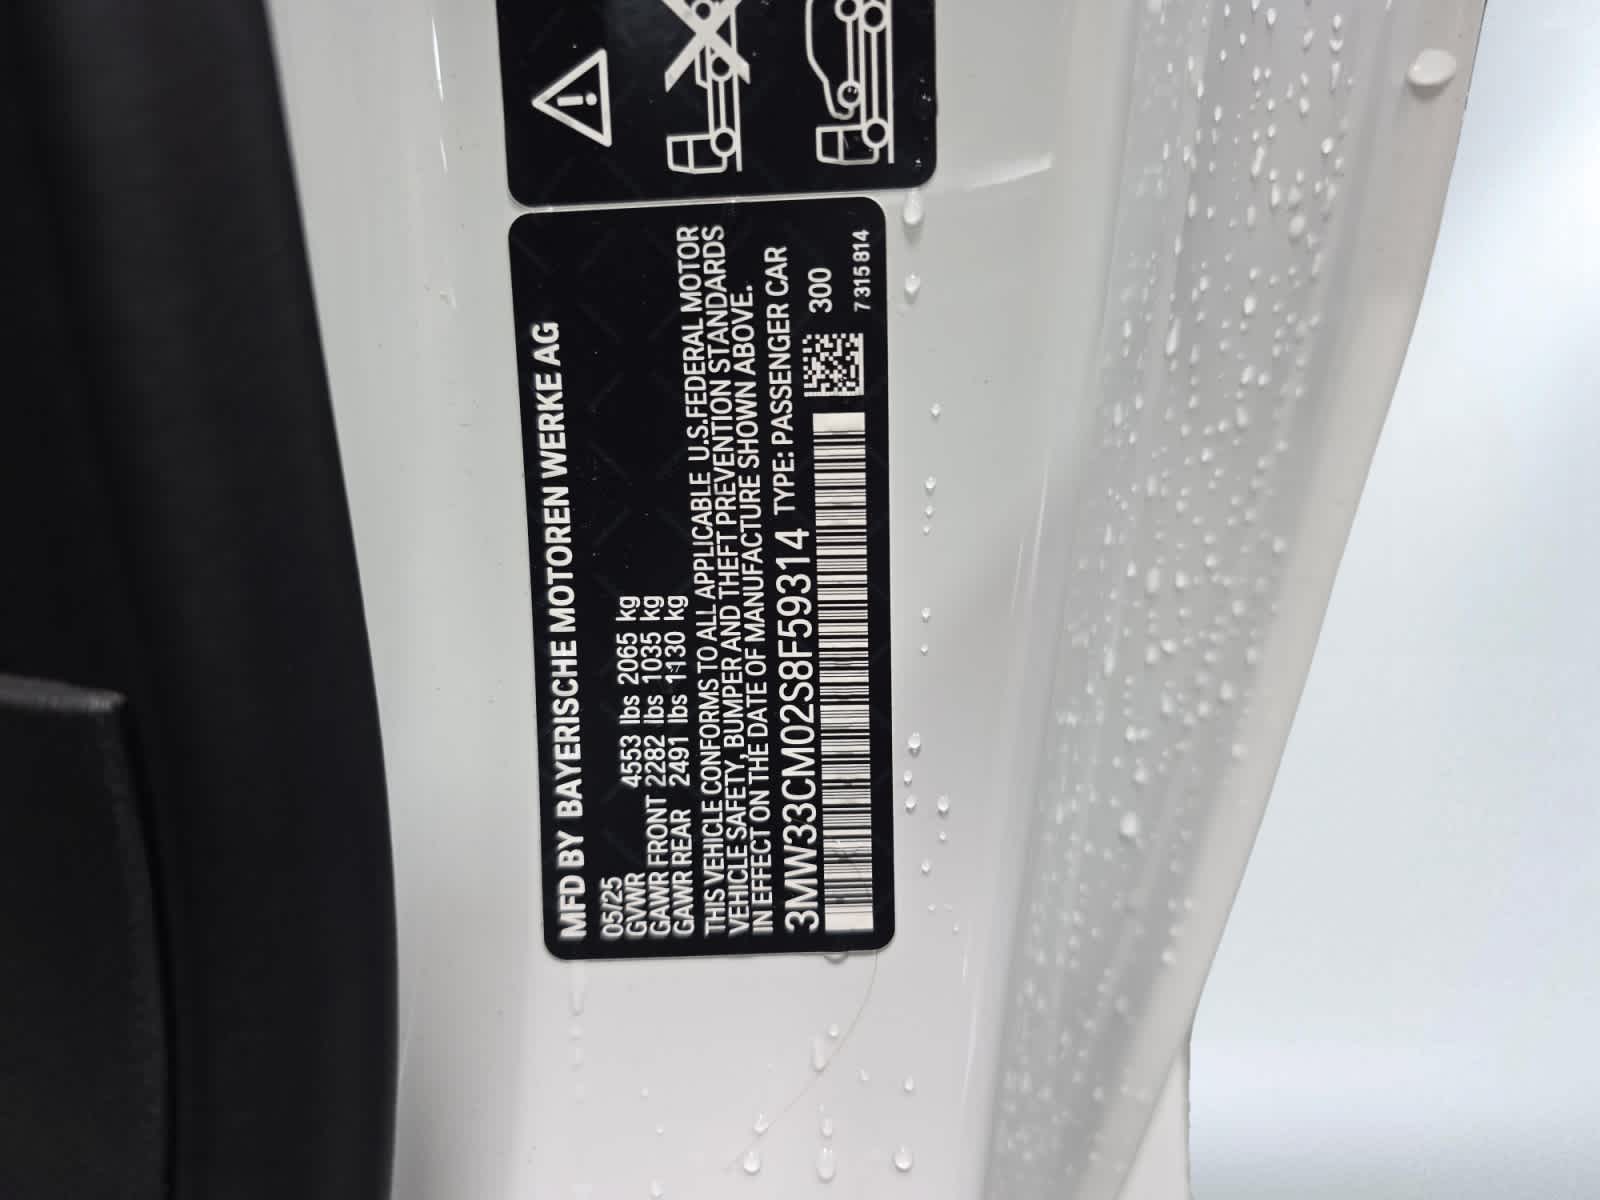 MFD BY BAYERISCHE MOTOREN WERKE AG
05/25
GVWR 4553 lbs 2065 kg
GAWR FRONT 2282 lbs 1035 kg
GAWR REAR 2491 lbs 1130 kg
THIS VEHICLE CONFORMS TO ALL APPLICABLE U.S.FEDERAL MOTOR
VEHICLE SAFETY, BUMPER AND THEFT PREVENTION STANDARDS
IN EFFECT ON THE DATE OF MANUFACTURE SHOWN ABOVE.
3MW33CM02S8F59314 TYPE: PASSENGER CAR
300
7 315 814